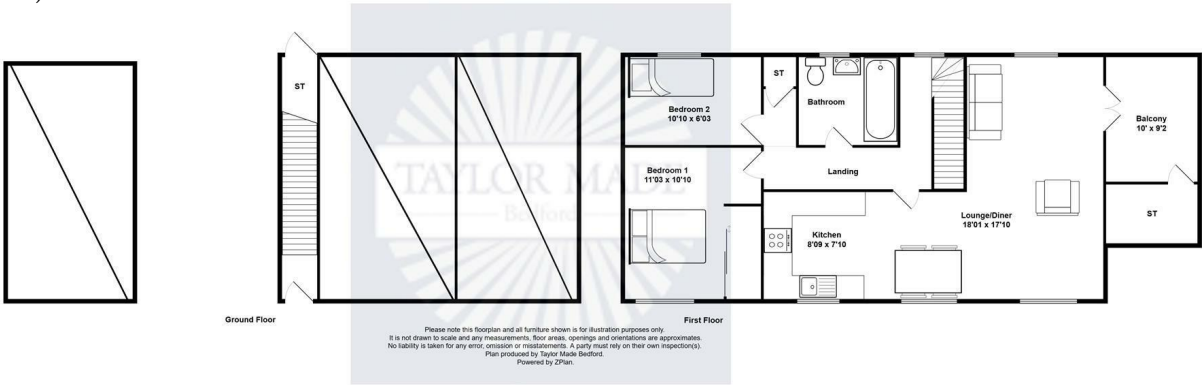 ST
Ground Floor
TAYLOR MADE
Bedford
Bedroom 2
10'10 x 6'03
ST
Bathroom
Bedroom 1
11'03 x 10'10
Landing
Kitchen
8'09 x 7'10
Lounge/Diner
18'01 x 17'10
Balcony
10' x 9'2
ST
First Floor
Please note this floorplan and all furniture shown is for illustration purposes only.
It is not drawn to scale and any measurements, floor areas, openings and orientations are approximates.
No liability is taken for any error, omission or misstatements. A party must rely on their own inspection(s).
Plan produced by Taylor Made Bedford.
Powered by ZPlan.